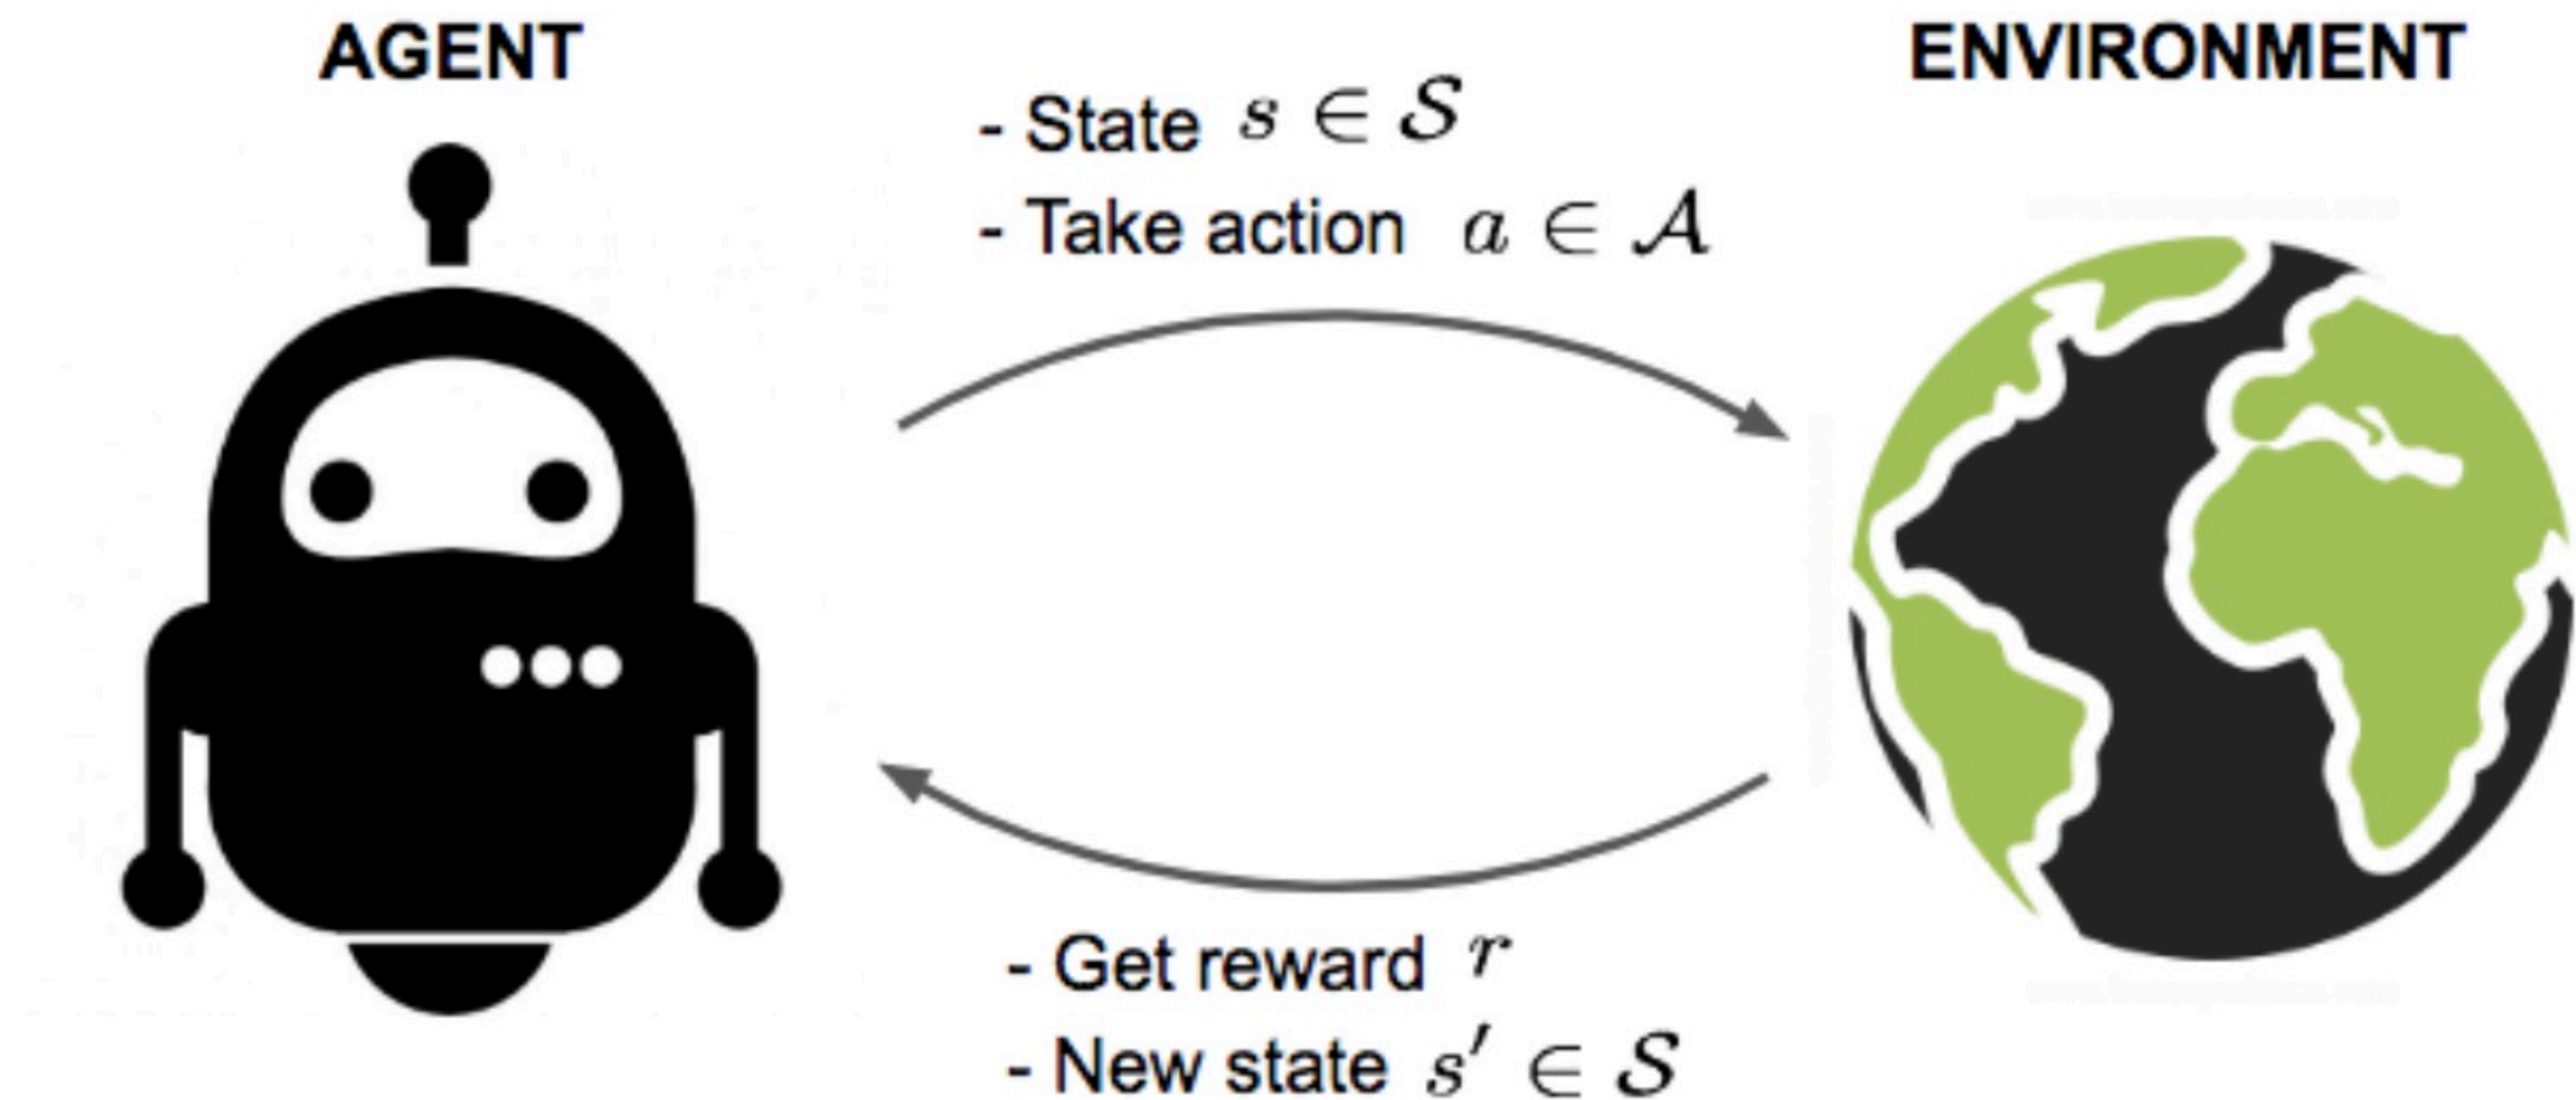 AGENT
ENVIRONMENT
- State s ∈ 𝒮
- Take action a ∈ 𝒜
- Get reward r
- New state s′ ∈ 𝒮